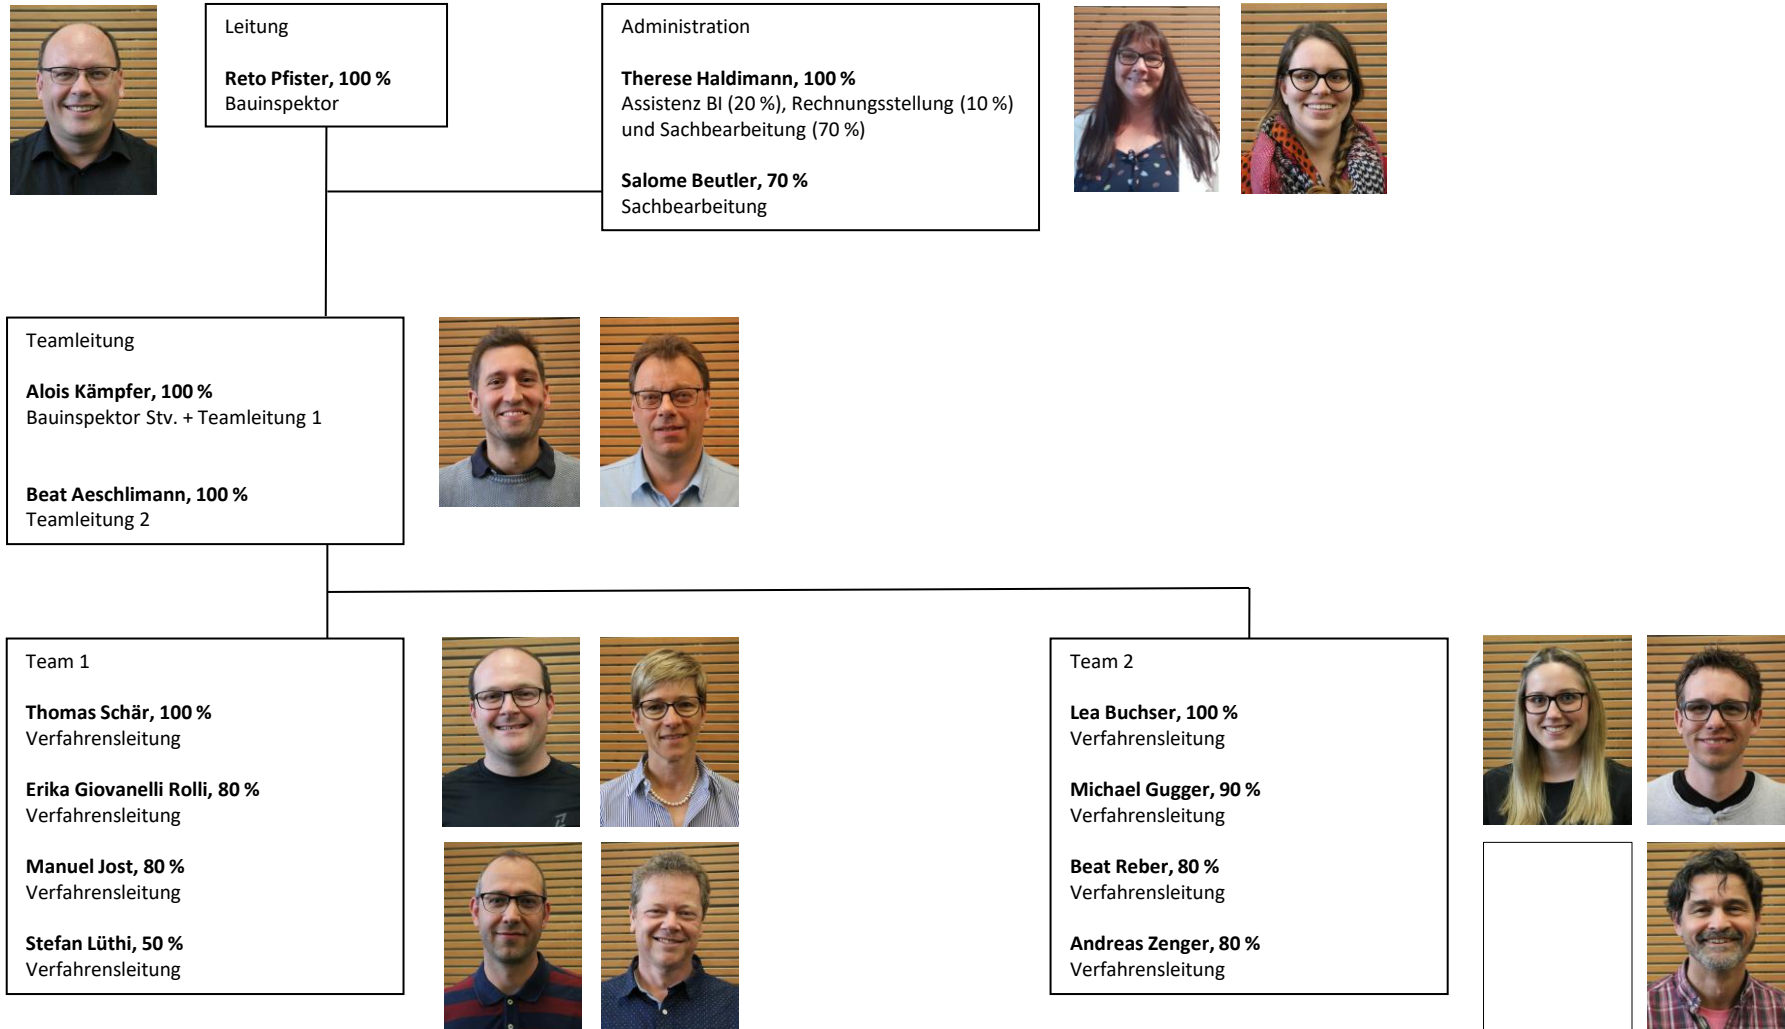 Leitung
Reto Pfister, 100 %
Bauinspektor
Administration
Therese Haldimann, 100 %
Assistenz BI (20 %), Rechnungsstellung (10 %)
und Sachbearbeitung (70 %)
Salome Beutler, 70 %
Sachbearbeitung
Teamleitung
Alois Kämpfer, 100 %
Bauinspektor Stv. + Teamleitung 1
Beat Aeschlimann, 100 %
Teamleitung 2
Team 1
Thomas Schär, 100 %
Verfahrensleitung
Erika Giovanelli Rolli, 80 %
Verfahrensleitung
Manuel Jost, 80 %
Verfahrensleitung
Stefan Lüthi, 50 %
Verfahrensleitung
Team 2
Lea Buchser, 100 %
Verfahrensleitung
Michael Gugger, 90 %
Verfahrensleitung
Beat Reber, 80 %
Verfahrensleitung
Andreas Zenger, 80 %
Verfahrensleitung